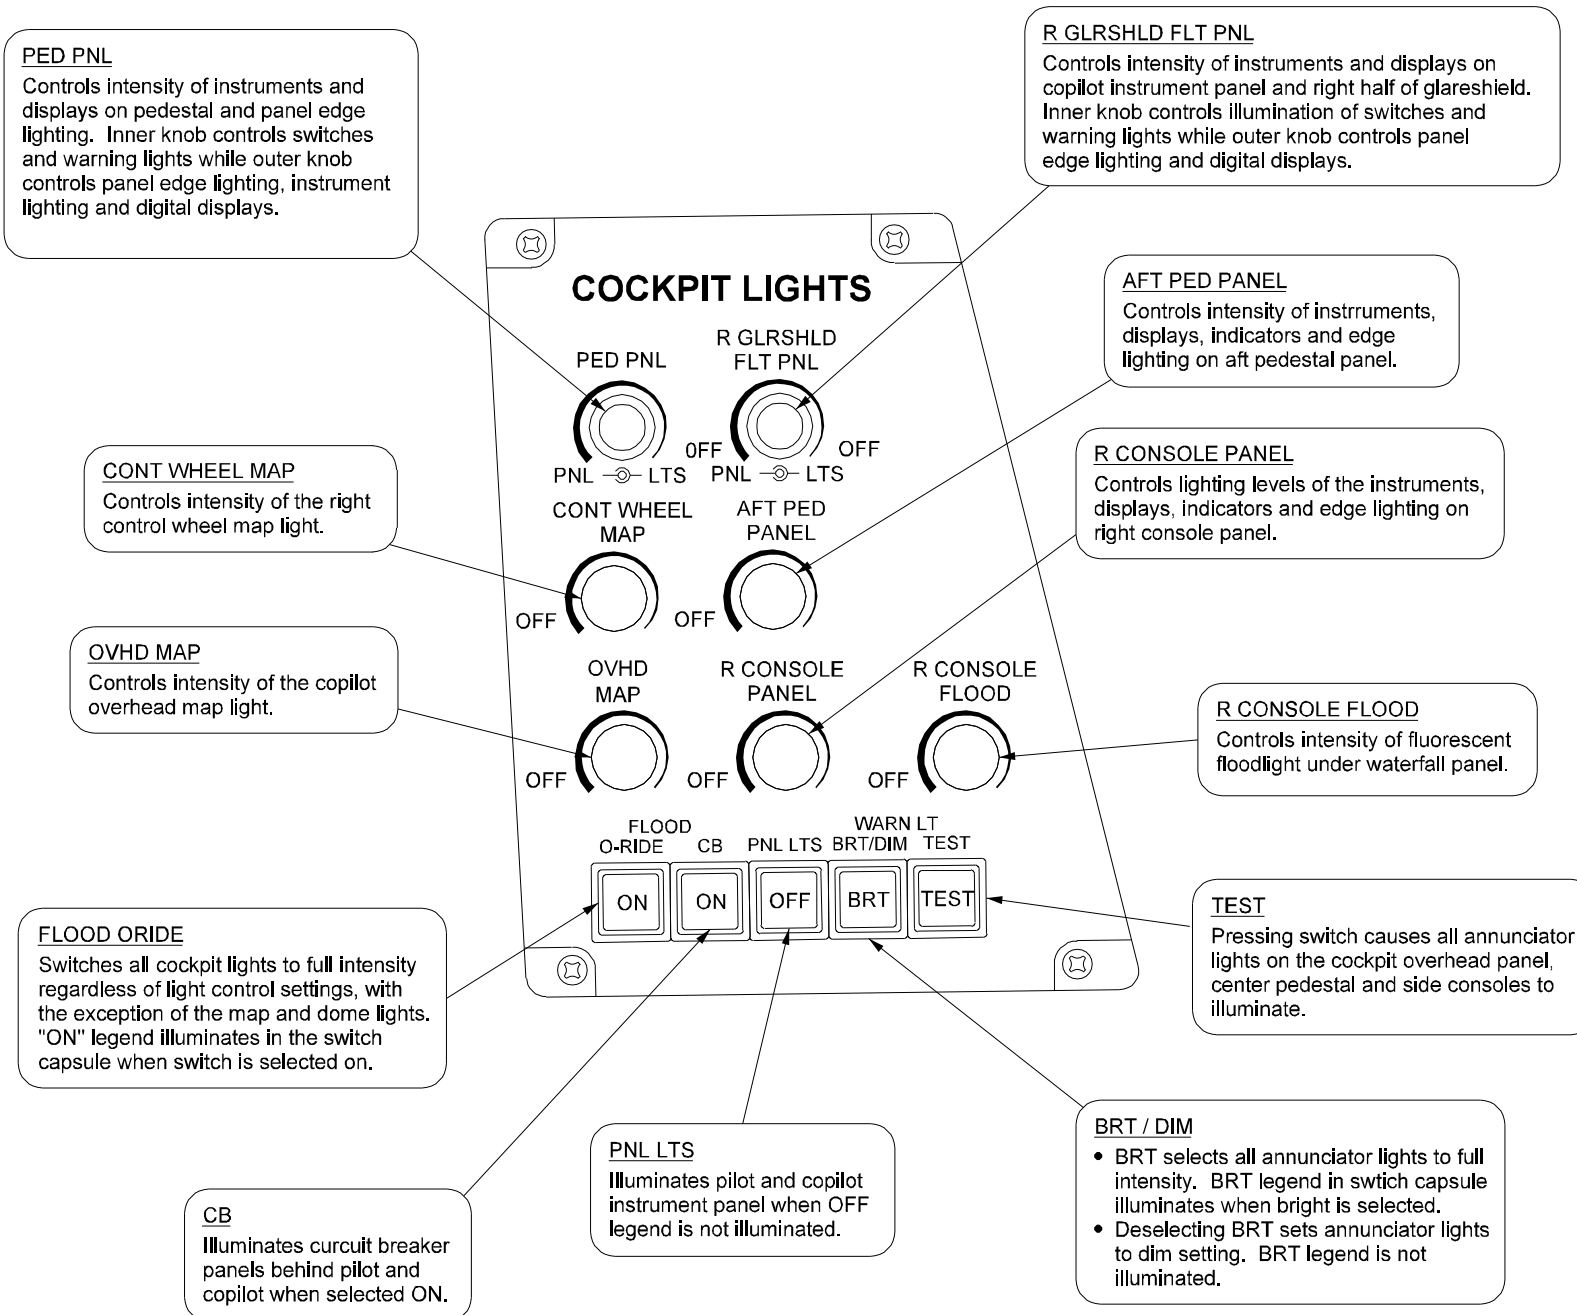 PED PNL
Controls intensity of instruments and
displays on pedestal and panel edge
lighting. Inner knob controls switches
and warning lights while outer knob
controls panel edge lighting, instrument
lighting and digital displays.
R GLRSHLD FLT PNL
Controls intensity of instruments and displays on
copilot instrument panel and right half of glareshield.
Inner knob controls illumination of switches and
warning lights while outer knob controls panel
edge lighting and digital displays.
AFT PED PANEL
Controls intensity of instrruments,
displays, indicators and edge
lighting on aft pedestal panel.
CONT WHEEL MAP
Controls intensity of the right
control wheel map light.
R CONSOLE PANEL
Controls lighting levels of the instruments,
displays, indicators and edge lighting on
right console panel.
OVHD MAP
Controls intensity of the copilot
overhead map light.
R CONSOLE FLOOD
Controls intensity of fluorescent
floodlight under waterfall panel.
COCKPIT LIGHTS
PED PNL
R GLRSHLD
FLT PNL
0FF
OFF
PNL LTS
PNL LTS
CONT WHEEL
MAP
AFT PED
PANEL
OFF
OFF
OVHD
MAP
R CONSOLE
PANEL
R CONSOLE
FLOOD
OFF
OFF
OFF
FLOOD
O-RIDE
CB
PNL LTS
WARN LT
BRT/DIM
TEST
ON
ON
OFF
BRT
TEST
FLOOD ORIDE
Switches all cockpit lights to full intensity
regardless of light control settings, with
the exception of the map and dome lights.
"ON" legend illuminates in the switch
capsule when switch is selected on.
TEST
Pressing switch causes all annunciator
lights on the cockpit overhead panel,
center pedestal and side consoles to
illuminate.
CB
Illuminates curcuit breaker
panels behind pilot and
copilot when selected ON.
PNL LTS
Illuminates pilot and copilot
instrument panel when OFF
legend is not illuminated.
BRT / DIM
• BRT selects all annunciator lights to full
intensity. BRT legend in swtich capsule
illuminates when bright is selected.
• Deselecting BRT sets annunciator lights
to dim setting. BRT legend is not
illuminated.